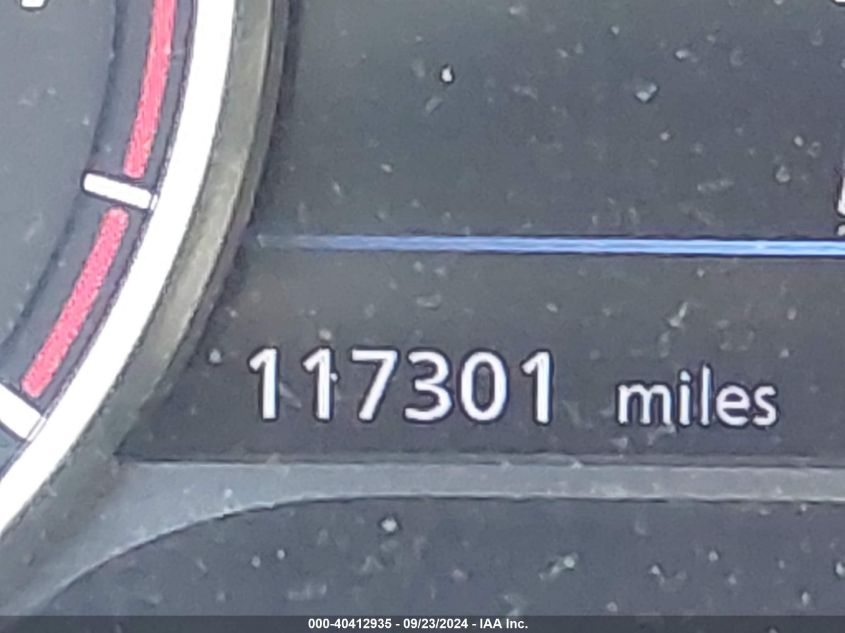 117301 miles
000-40412935 - 09/23/2024 - IAA Inc.